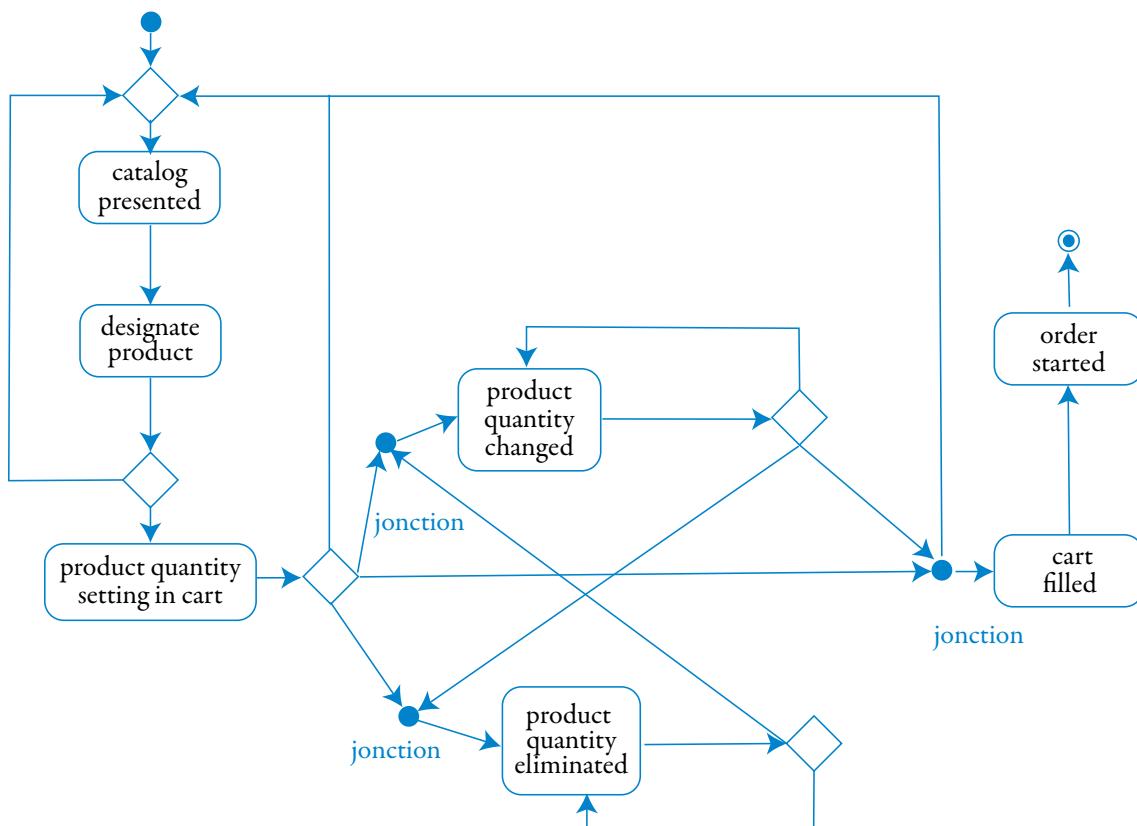 catalog
presented
designate
product
order
started
product
quantity
changed
jonction
product quantity
setting in cart
cart
filled
jonction
product
quantity
eliminated
jonction